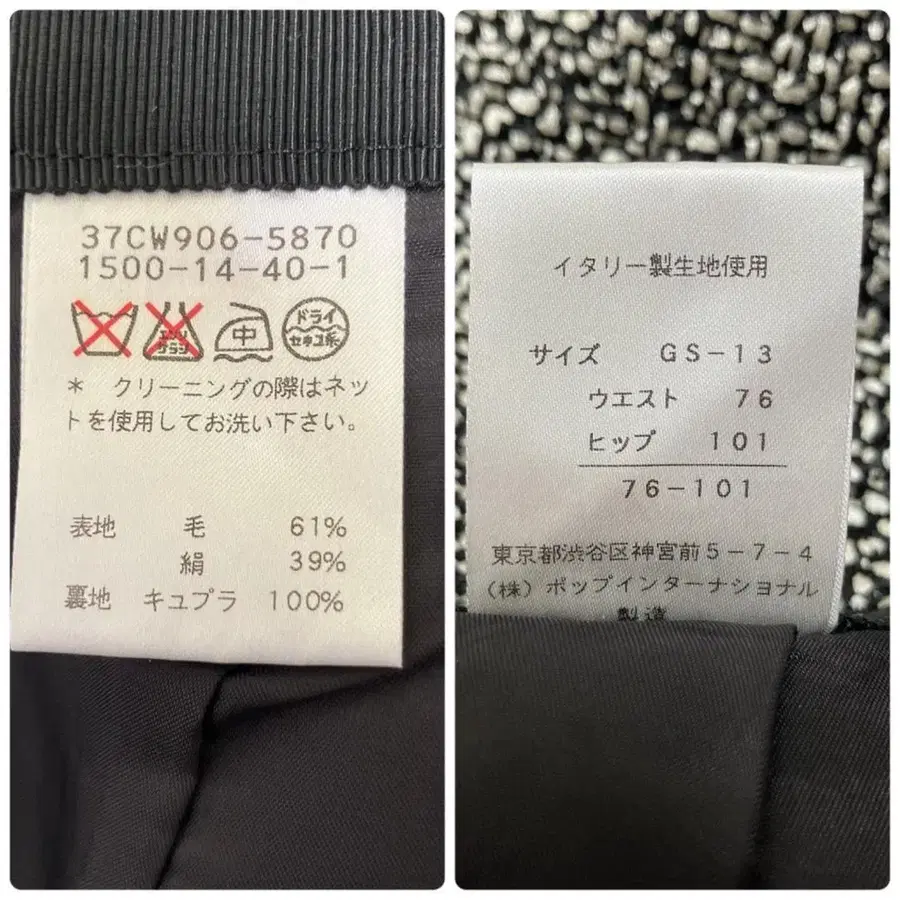 37CW906-5870
1500-14-40-1
エンソ
サラシ
中
ドライ
セキユ系
* クリーニングの際はネッ
トを使用してお洗い下さい。
表地 毛 61%
絹 39%
裏地 キュプラ 100%
イタリー製生地使用
サイズ GS-13
ウエスト 76
ヒップ 101
76-101
東京都渋谷区神宮前5-7-4
(株) ポップインターナショナル
製造